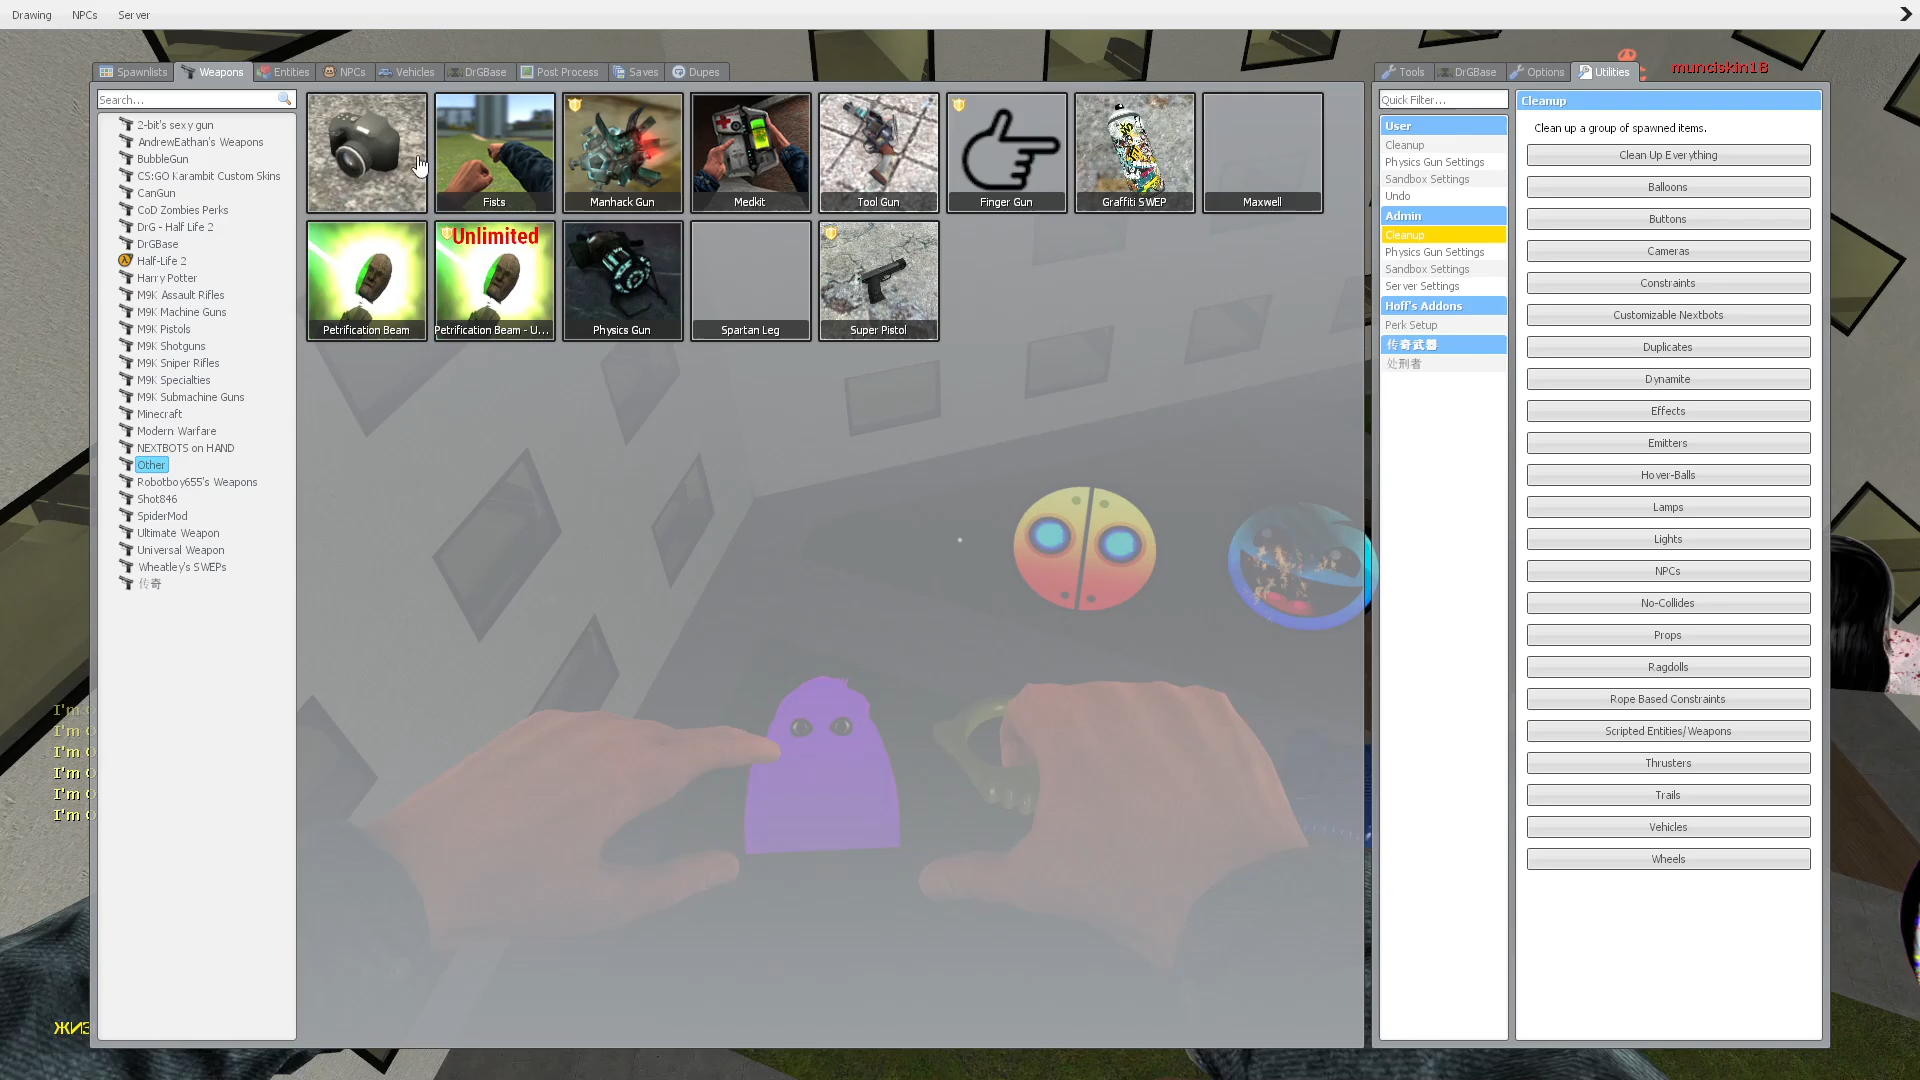 Drawing NPCs Server
munciskin18
Spawnlists Weapons Entities NPCs Vehicles DrGBase Post Process Saves Dupes
Search...
2-bit's sexy gun
AndrewEathan's Weapons
BubbleGun
CS:GO Karambit Custom Skins
CanGun
CoD Zombies Perks
DrG - Half Life 2
DrGBase
Half-Life 2
Harry Potter
M9K Assault Rifles
M9K Machine Guns
M9K Pistols
M9K Shotguns
M9K Sniper Rifles
M9K Specialties
M9K Submachine Guns
Minecraft
Modern Warfare
NEXTBOTS on HAND
Other
Robotboy655's Weapons
Shot846
SpiderMod
Ultimate Weapon
Universal Weapon
Wheatley's SWEPs
传奇
Fists Manhack Gun Medkit Tool Gun Finger Gun Graffiti SWEP Maxwell
Unlimited
Petrification Beam Petrification Beam - U... Physics Gun Spartan Leg Super Pistol
Tools DrGBase Options Utilities
Quick Filter...
User
Cleanup
Physics Gun Settings
Sandbox Settings
Undo
Admin
Cleanup
Physics Gun Settings
Sandbox Settings
Server Settings
Hoff's Addons
Perk Setup
传奇武器
处刑者
Cleanup
Clean up a group of spawned items.
Clean Up Everything
Balloons
Buttons
Cameras
Constraints
Customizable Nextbots
Duplicates
Dynamite
Effects
Emitters
Hover-Balls
Lamps
Lights
NPCs
No-Collides
Props
Ragdolls
Rope Based Constraints
Scripted Entities/Weapons
Thrusters
Trails
Vehicles
Wheels
I'm
I'm
I'm
I'm
I'm
I'm